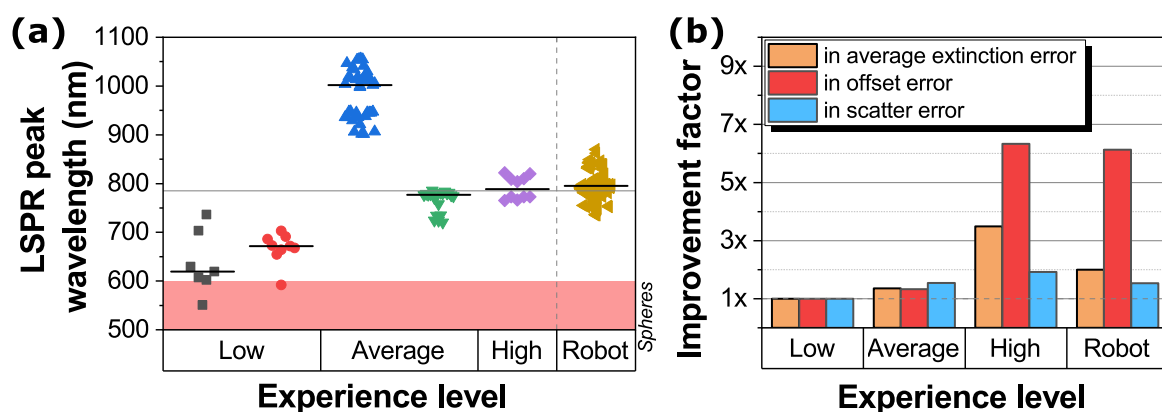 (a)
LSPR peak
wavelength (nm)
1100
1000
900
800
700
600
500
Low
Average
High
Robot
Spheres
Experience level
(b)
Improvement factor
9x
7x
5x
3x
1x
in average extinction error
in offset error
in scatter error
Low
Average
High
Robot
Experience level